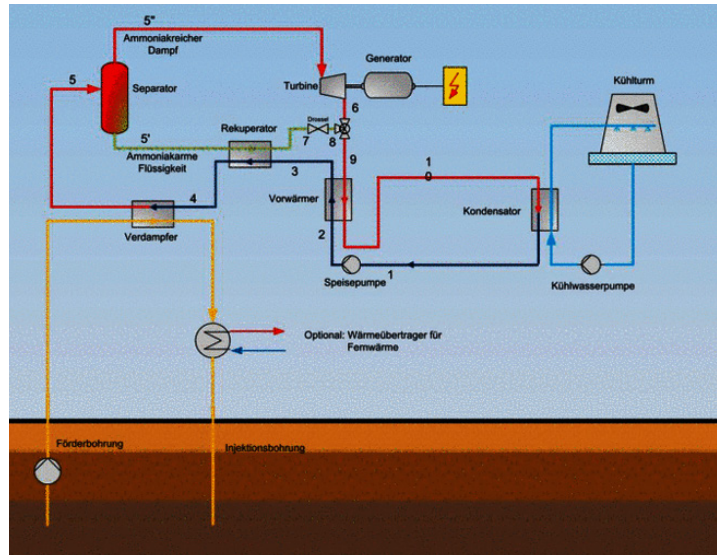 5"
Ammoniakreicher
Dampf
5
Separator
Turbine
Generator
Kühlturm
6
Drossel
7
8
5'
Ammoniakarme
Flüssigkeit
Rekuperator
3
9
1
0
4
Vorwärmer
Kondensator
Verdampfer
2
1
Speisepumpe
Kühlwasserpumpe
Optional: Wärmeübertrager für
Fernwärme
Förderbohrung
Injektionsbohrung